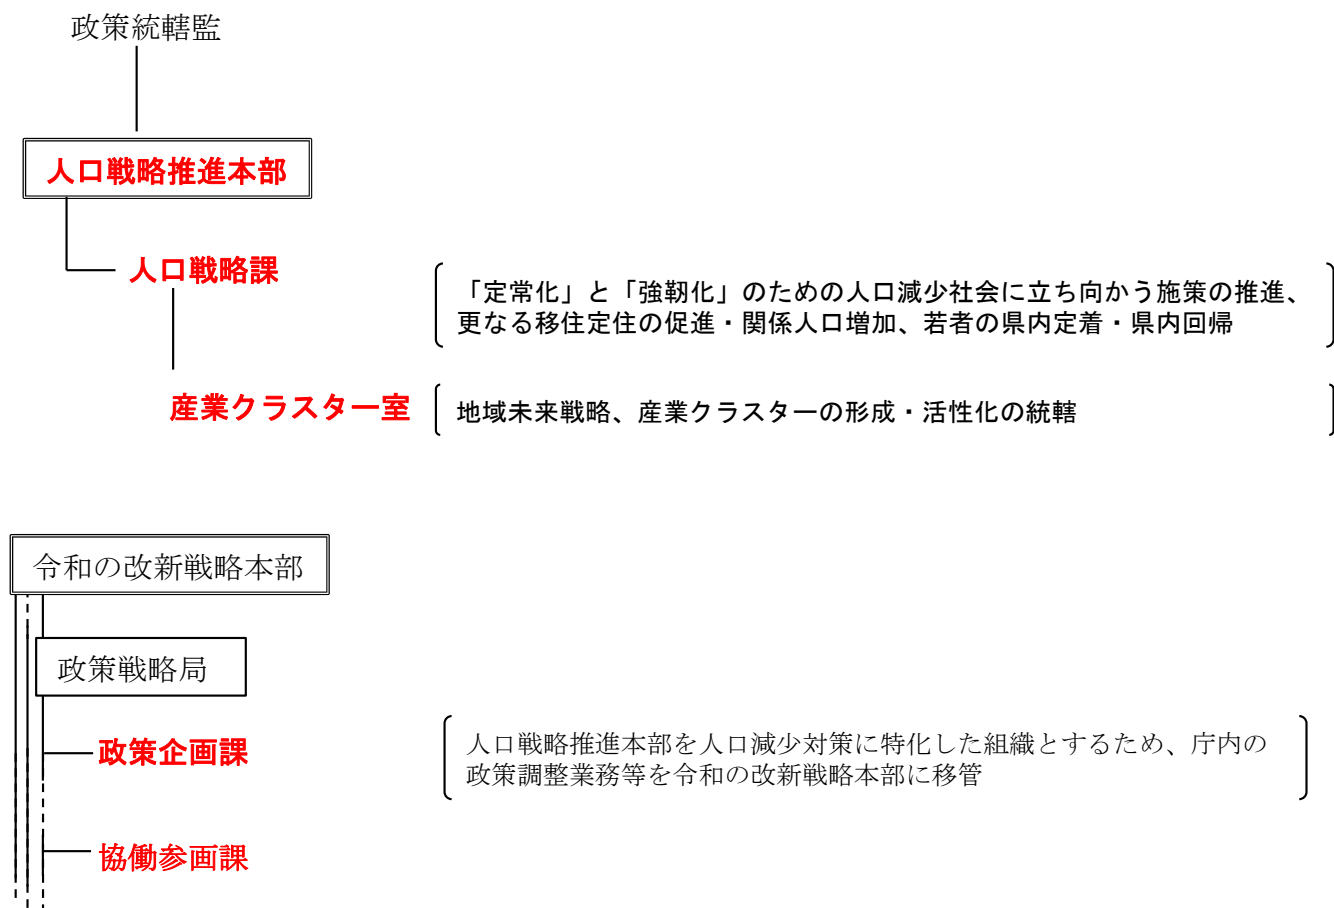 政策統轄監
人口戦略推進本部
人口戦略課
「定常化」と「強靭化」のための人口減少社会に立ち向かう施策の推進、
更なる移住定住の促進・関係人口増加、若者の県内定着・県内回帰
産業クラスター室
地域未来戦略、産業クラスターの形成・活性化の統轄
令和の改新戦略本部
政策戦略局
政策企画課
人口戦略推進本部を人口減少対策に特化した組織とするため、庁内の
政策調整業務等を令和の改新戦略本部に移管
協働参画課